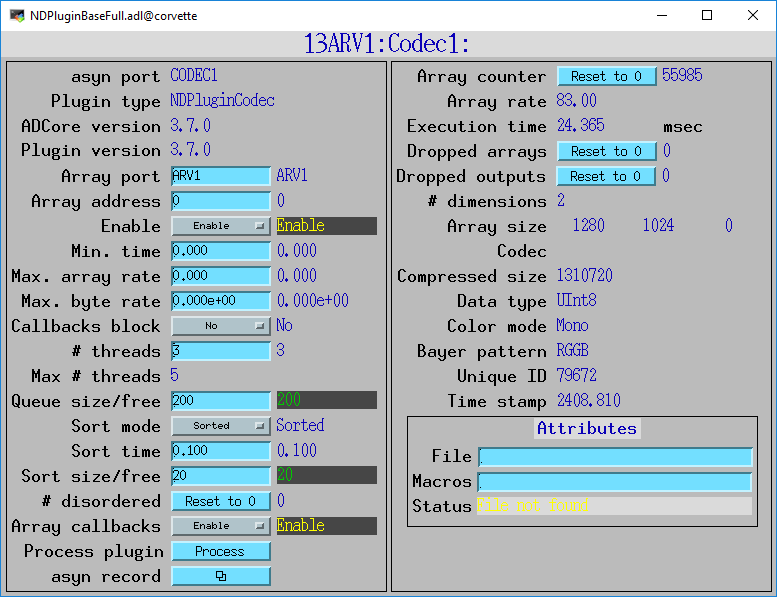 NDPluginBaseFull.adl@corvette
13ARV1:Codec1:
asyn port CODEC1
Plugin type NDPluginCodec
ADCore version 3.7.0
Plugin version 3.7.0
Array port ARV1 ARV1
Array address 0 0
Enable Enable Enable
Min. time 0.000 0.000
Max. array rate 0.000 0.000
Max. byte rate 0.000e+00 0.000e+00
Callbacks block No No
# threads 3 3
Max # threads 5
Queue size/free 200 200
Sort mode Sorted Sorted
Sort time 0.100 0.100
Sort size/free 20 20
# disordered Reset to 0 0
Array callbacks Enable Enable
Process plugin Process
asyn record
Array counter Reset to 0 55985
Array rate 83.00
Execution time 24.365 msec
Dropped arrays Reset to 0 0
Dropped outputs Reset to 0 0
# dimensions 2
Array size 1280 1024 0
Codec
Compressed size 1310720
Data type UInt8
Color mode Mono
Bayer pattern RGGB
Unique ID 79672
Time stamp 2408.810
Attributes
File
Macros
Status File not found